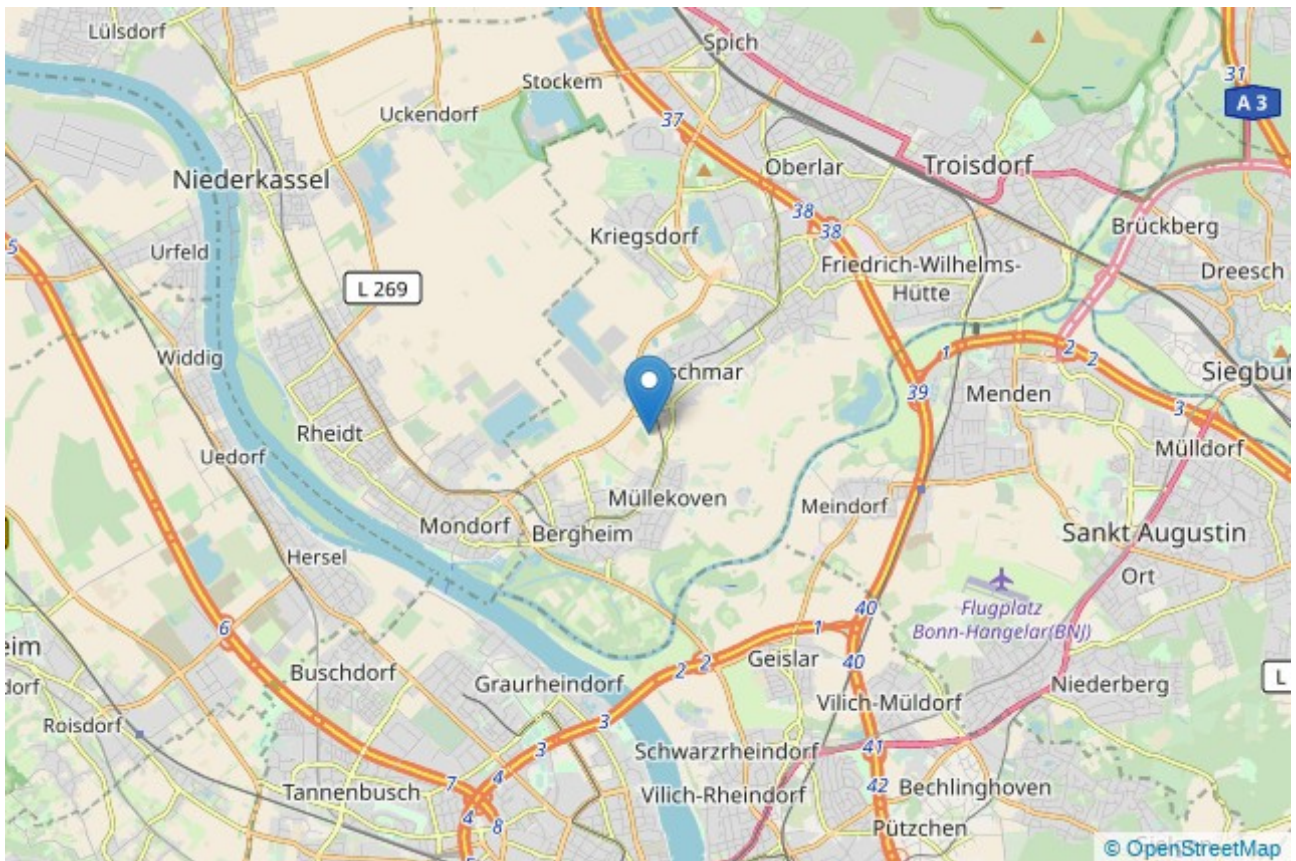 Lülsdorf
Spich
Stockem
31
A 3
Uckendorf
37
Oberlar
Troisdorf
Niederkassel
38
38
Brückberg
5
Urfeld
Kriegsdorf
Friedrich-Wilhelms-
Hütte
Dreesch
L 269
Widdig
1
2
2
schmar
39
Menden
3
Siegbur
Rheidt
Uedorf
Mülldorf
Müllekoven
Meindorf
Mondorf
Bergheim
Sankt Augustin
Hersel
Ort
Flugplatz
Bonn-Hangelar(BNJ)
6
1
40
eim
Buschdorf
2
2
Geislar
40
dorf
Graurheindorf
Niederberg
L
Roisdorf
3
Vilich-Müldorf
3
Schwarzrheindorf
41
7
4
Tannenbusch
Vilich-Rheindorf
42
Bechlinghoven
4
8
Pützchen
© OpenStreetMap